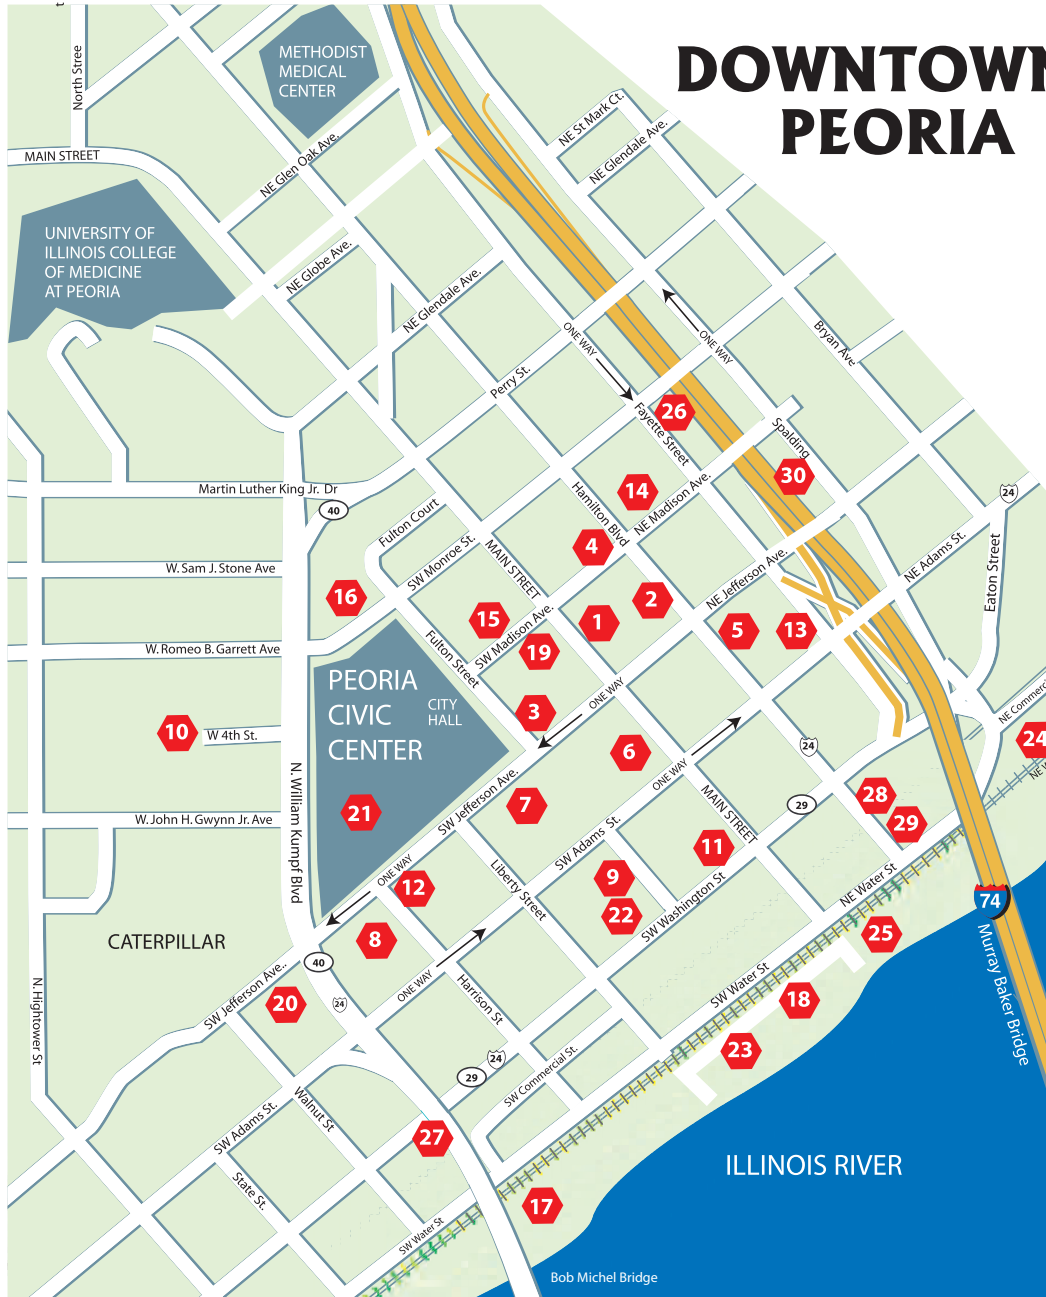 DOWNTOWN
PEORIA
METHODIST
MEDICAL
CENTER
North Stree
MAIN STREET
NE Glen Oak Ave.
NE St Mark Ct.
NE Glendale Ave.
UNIVERSITY OF
ILLINOIS COLLEGE
OF MEDICINE
AT PEORIA
NE Globe Ave.
NE Glendale Ave.
ONE WAY
ONE WAY
Bryan Ave
Perry St.
Fayette Street
26
Spalding
30
Martin Luther King Jr. Dr
40
14
Hamilton Blvd
NE Madison Ave.
24
Fulton Court
4
MAIN STREET
SW Monroe St.
NE Jefferson Ave.
NE Adams St.
Eaton Street
W. Sam J. Stone Ave
16
2
15
1
5
13
SW Madison Ave.
19
Fulton Street
W. Romeo B. Garrett Ave
PEORIA
CIVIC
CENTER
CITY
HALL
3
ONE WAY
NE Commerc
10
W 4th St.
6
24
24
NE W
ONE WAY
N. William Kumpf Blvd
21
SW Jefferson Ave.
7
MAIN STREET
29
28
29
W. John H. Gwynn Jr. Ave
SW Adams St.
11
ONE WAY
12
Liberty Street
9
22
SW Washington St
NE Water St
74
CATERPILLAR
8
25
40
ONE WAY
Harrison St
SW Water St
Murray Baker Bridge
N. Hightower St
SW Jefferson Ave..
20
24
18
23
24
29
SW Commercial St.
Walnut St
SW Adams St.
27
ILLINOIS RIVER
State St.
17
SW Water St
Bob Michel Bridge